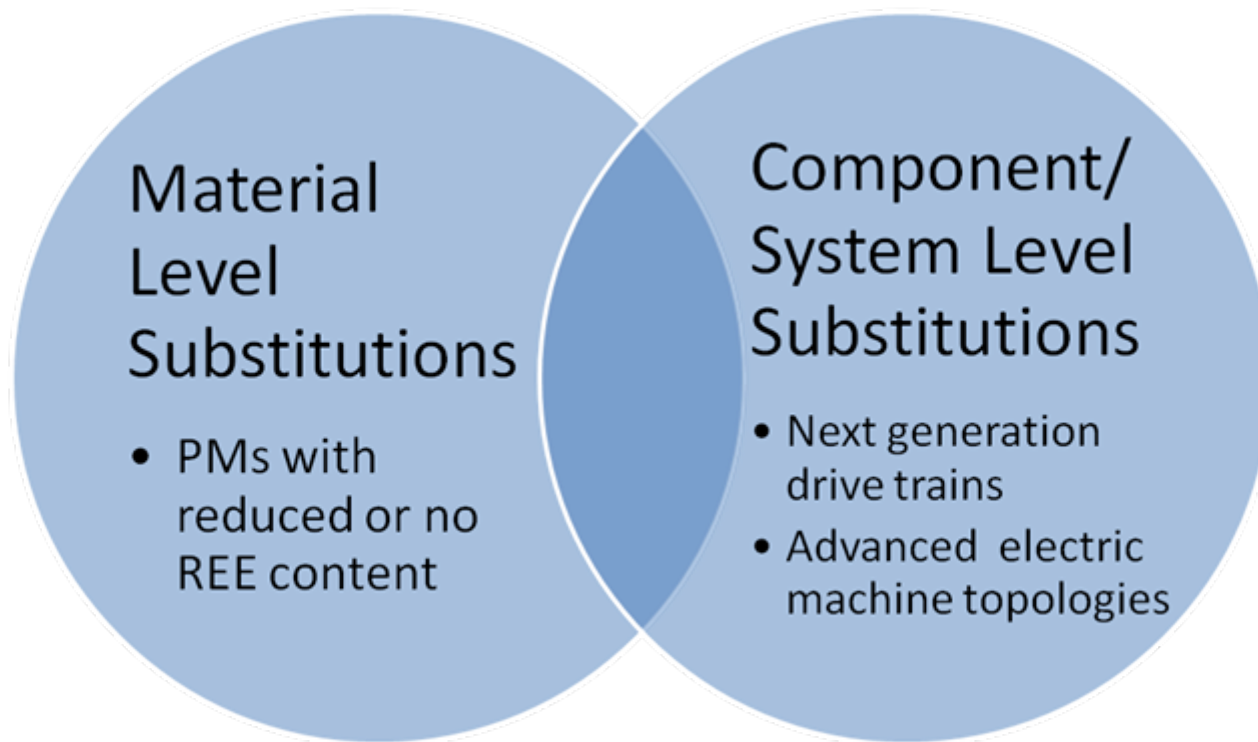 Material
Level
Substitutions
• PMs with
reduced or no
REE content
Component/
System Level
Substitutions
• Next generation
drive trains
• Advanced electric
machine topologies